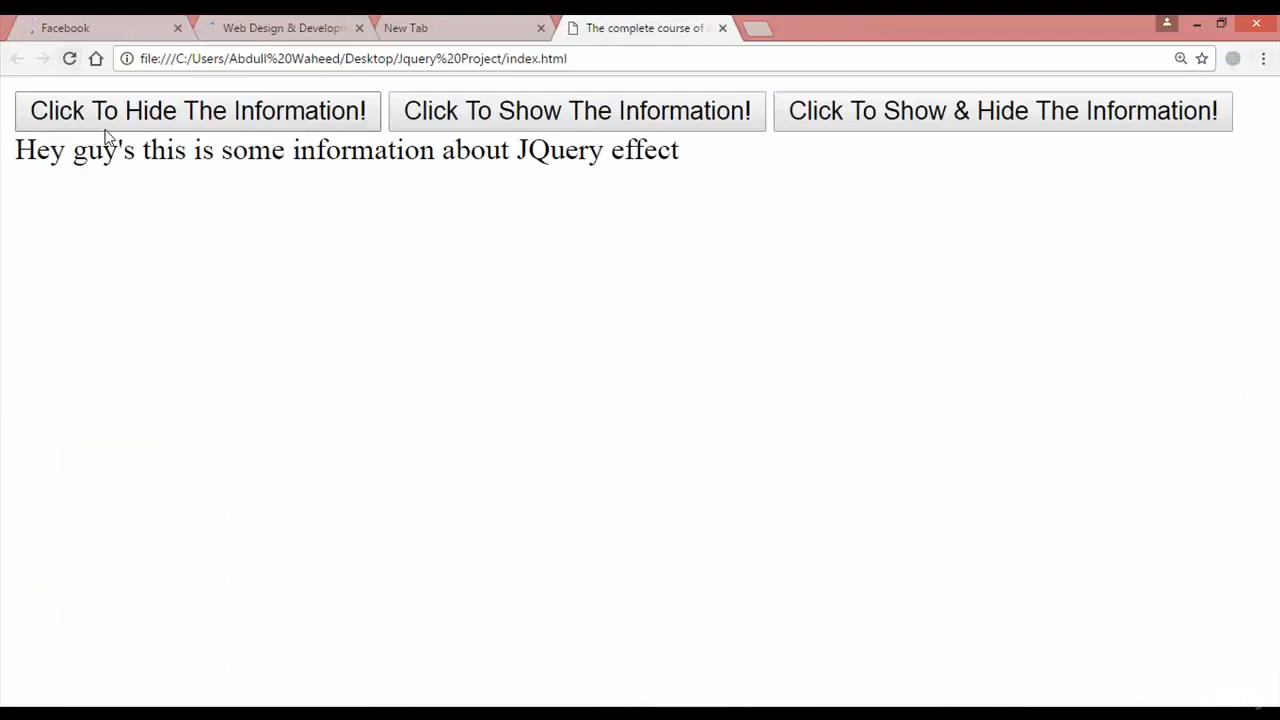 Facebook
Web Design & Developm
New Tab
The complete course of
file:///C:/Users/Abdull%20Waheed/Desktop/Jquery%20Project/index.html
Click To Hide The Information!
Click To Show The Information!
Click To Show & Hide The Information!
Hey guy's this is some information about JQuery effect